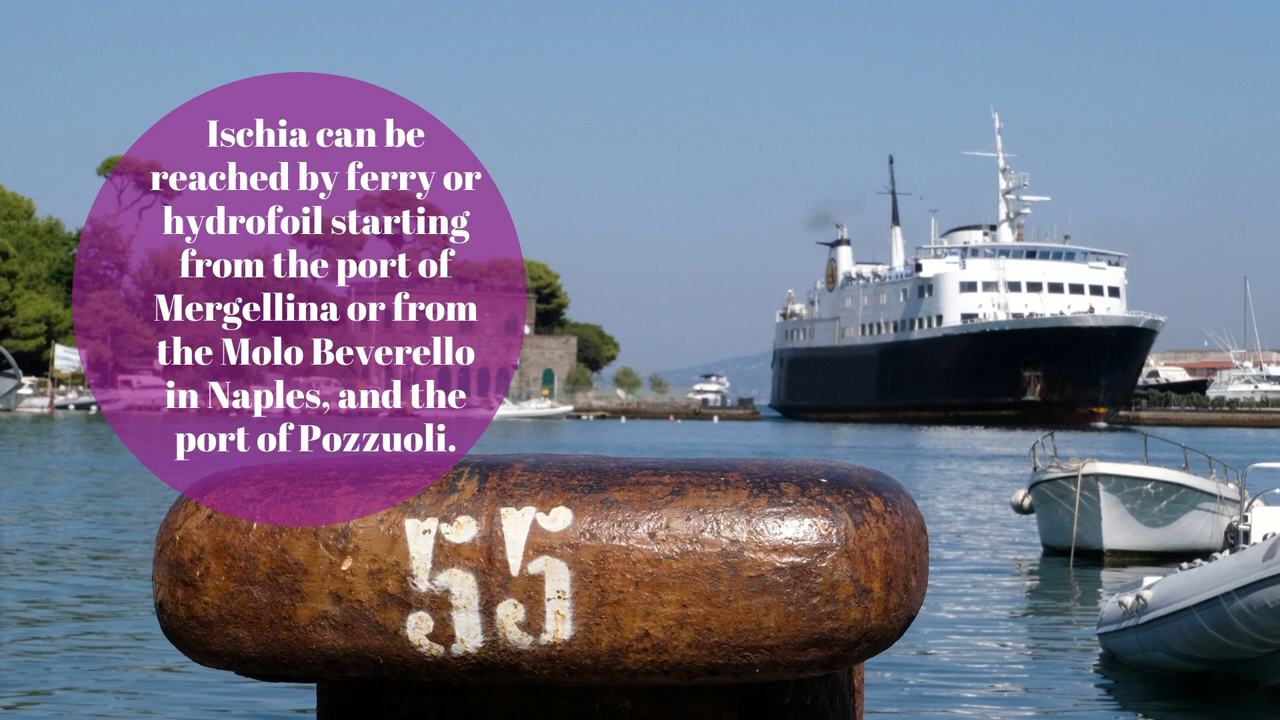 Ischia can be
reached by ferry or
hydrofoil starting
from the port of
Mergellina or from
the Molo Beverello
in Naples, and the
port of Pozzuoli.
55